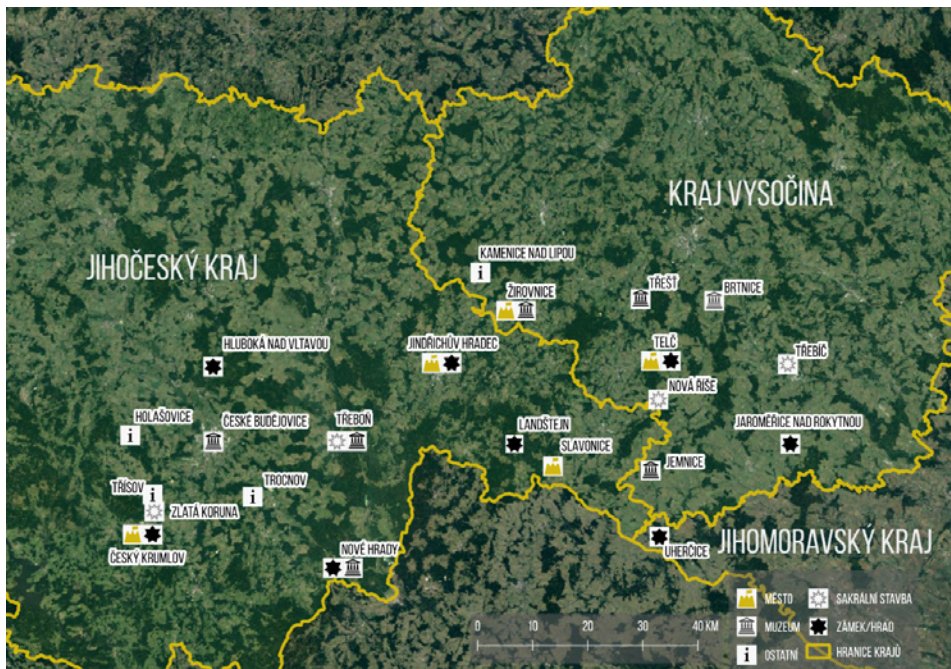 KRAJ VYSOČINA
JIHOČESKÝ KRAJ
KAMENICE NAD LIPOU
i
ŽIROVNICE
TŘEŠŤ
BRTNICE
HLUBOKÁ NAD VLTAVOU
JINDŘICHŮV HRADEC
TELČ
TŘEBÍČ
NOVÁ ŘÍŠE
HOLAŠOVICE
i
ČESKÉ BUDĚJOVICE
TŘEBOŇ
LANDŠTEJN
SLAVONICE
JAROMĚŘICE NAD ROKYTNOU
JEMNICE
TŘÍSOV
i
TROCNOV
i
ZLATÁ KORUNA
ČESKÝ KRUMLOV
NOVÉ HRADY
UHERČICE
JIHOMORAVSKÝ KRAJ
MĚSTO
SAKRÁLNÍ STAVBA
MUZEUM
ZÁMEK/HRAD
i OSTATNÍ
HRANICE KRAJŮ
0 10 20 30 40 KM